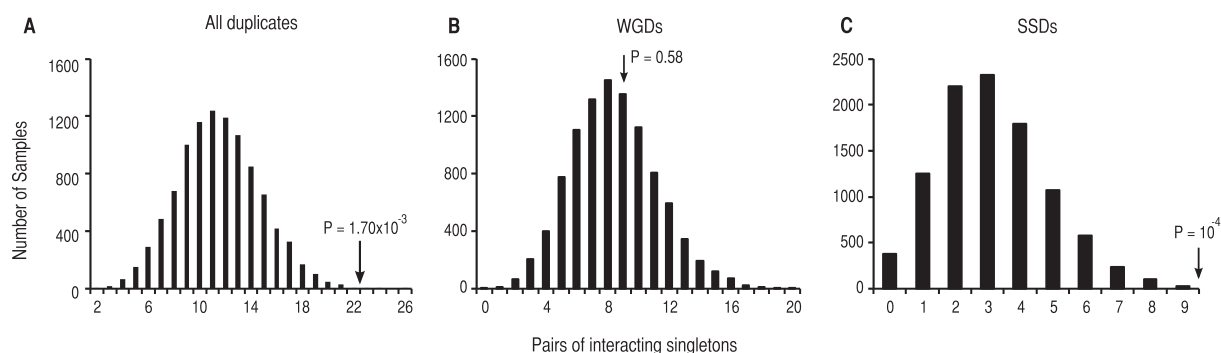 A
All duplicates
B
WGDs
C
SSDs
Number of Samples
1600
1200
800
400
0
2 6 10 14 18 22 26
P = 1.70x10⁻³
1600
1200
800
400
0
0 4 8 12 16 20
P = 0.58
2500
2000
1500
1000
500
0
0 1 2 3 4 5 6 7 8 9
P = 10⁻⁴
Pairs of interacting singletons